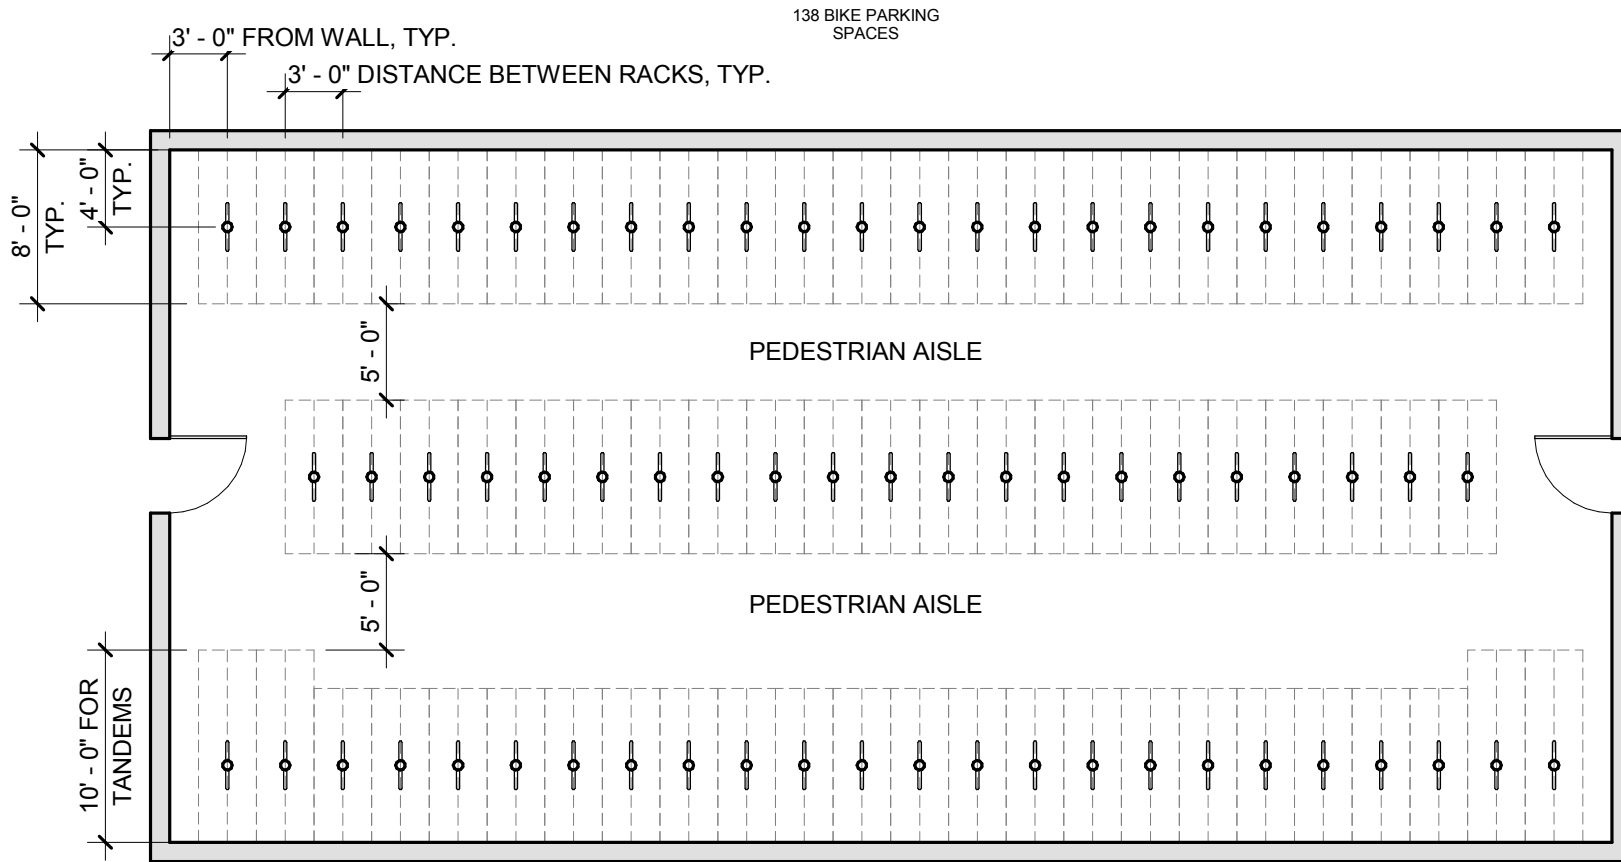 138 BIKE PARKING
SPACES
3' - 0" FROM WALL, TYP.
3' - 0" DISTANCE BETWEEN RACKS, TYP.
8' - 0"
TYP.
4' - 0"
TYP.
5' - 0"
PEDESTRIAN AISLE
5' - 0"
PEDESTRIAN AISLE
10' - 0" FOR
TANDEMS